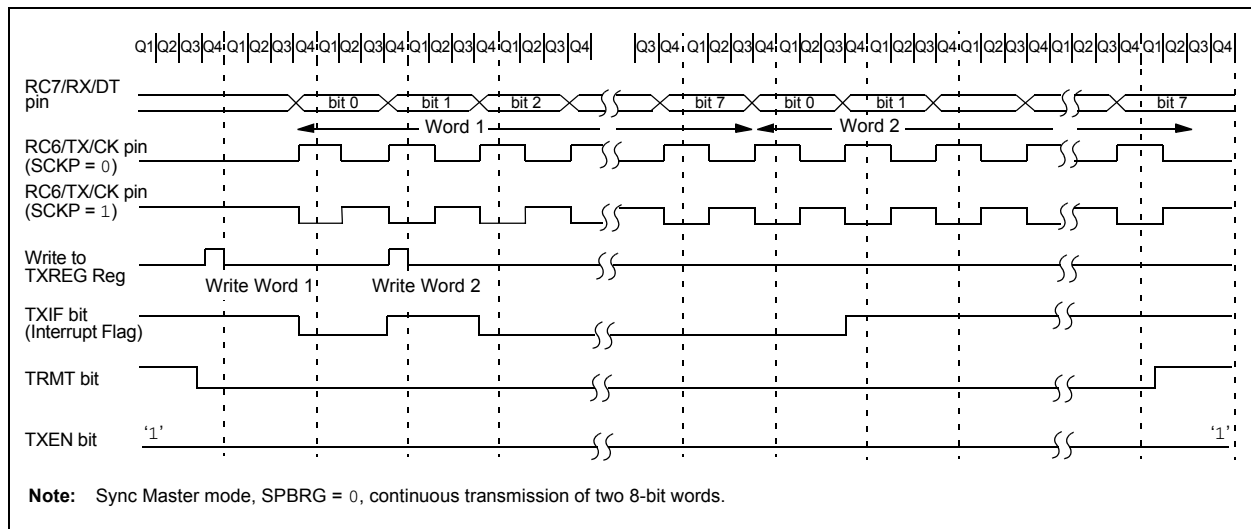 Q1 Q2 Q3 Q4 Q1 Q2 Q3 Q4 Q1 Q2 Q3 Q4 Q1 Q2 Q3 Q4 Q1 Q2 Q3 Q4 Q3 Q4 Q1 Q2 Q3 Q4 Q1 Q2 Q3 Q4 Q1 Q2 Q3 Q4 Q1 Q2 Q3 Q4 Q1 Q2 Q3 Q4 Q1 Q2 Q3 Q4
RC7/RX/DT
pin
bit 0 bit 1 bit 2 bit 7 bit 0 bit 1 bit 7
Word 1 Word 2
RC6/TX/CK pin
(SCKP = 0)
RC6/TX/CK pin
(SCKP = 1)
Write to
TXREG Reg
Write Word 1 Write Word 2
TXIF bit
(Interrupt Flag)
TRMT bit
TXEN bit
‘1’ ‘1’
Note: Sync Master mode, SPBRG = 0, continuous transmission of two 8-bit words.